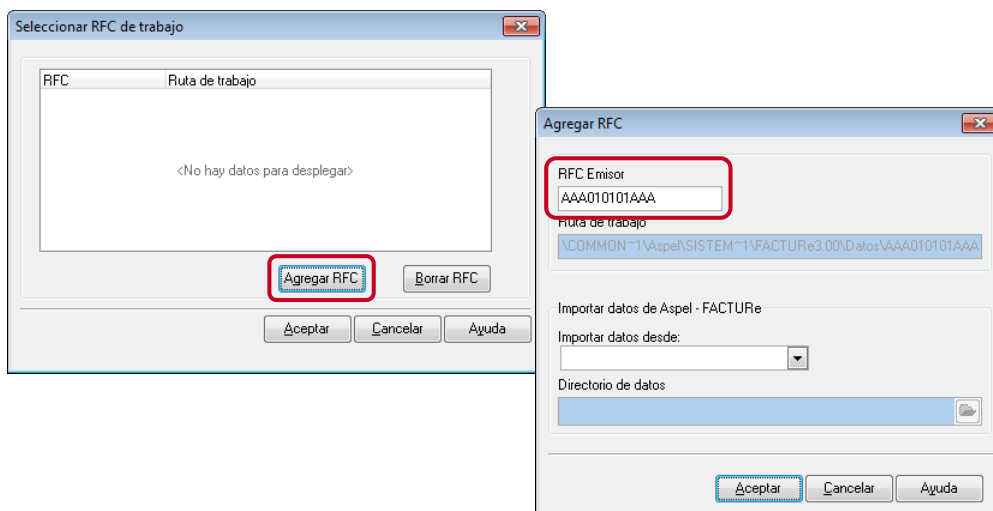 Seleccionar RFC de trabajo
RFC Ruta de trabajo
<No hay datos para desplegar>
Agregar RFC Borrar RFC
Aceptar Cancelar Ayuda
Agregar RFC
RFC Emisor
AAA010101AAA
Ruta de trabajo
\COMMON~1\Aspel\SISTEM~1\FACTURe3.00\Datos\AAA010101AAA
Importar datos de Aspel - FACTURe
Importar datos desde:
Directorio de datos
Aceptar Cancelar Ayuda